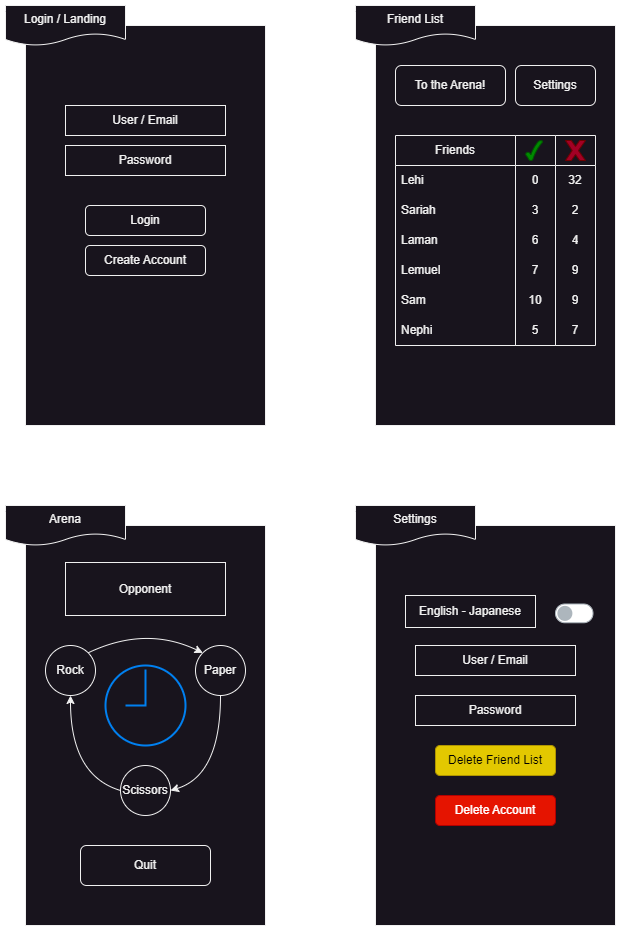 Login / Landing
User / Email
Password
Login
Create Account
Friend List
To the Arena! Settings
Friends
Lehi 0 32
Sariah 3 2
Laman 6 4
Lemuel 7 9
Sam 10 9
Nephi 5 7
Arena
Opponent
Rock Paper
Scissors
Quit
Settings
English - Japanese
User / Email
Password
Delete Friend List
Delete Account